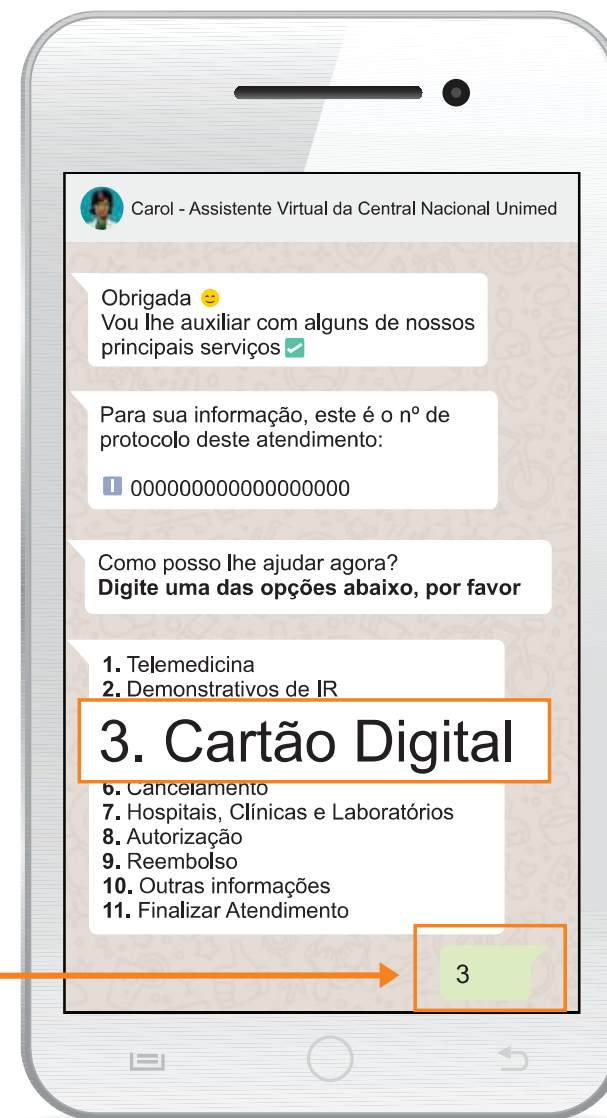 Carol - Assistente Virtual da Central Nacional Unimed
Obrigada 😊
Vou lhe auxiliar com alguns de nossos
principais serviços ✅
Para sua informação, este é o nº de
protocolo deste atendimento:
000000000000000000
Como posso lhe ajudar agora?
Digite uma das opções abaixo, por favor
1. Telemedicina
2. Demonstrativos de IR
3. Cartão Digital
6. Cancelamento
7. Hospitais, Clínicas e Laboratórios
8. Autorização
9. Reembolso
10. Outras informações
11. Finalizar Atendimento
3